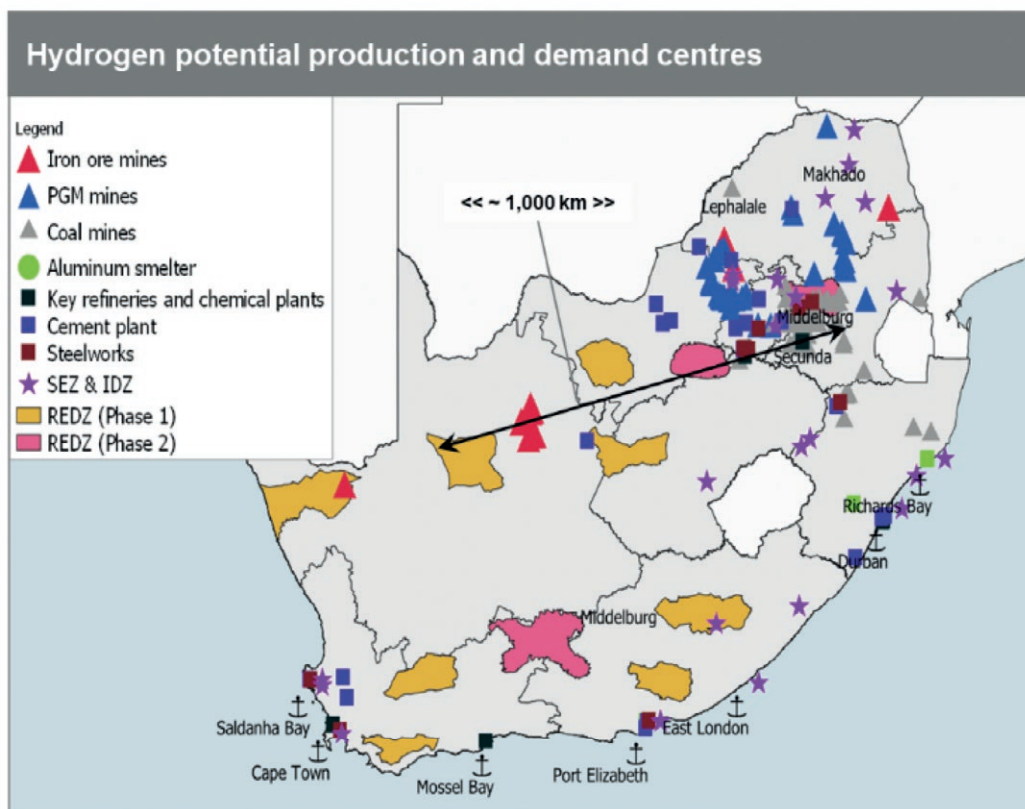 Hydrogen potential production and demand centres
Legend
Iron ore mines
PGM mines
Coal mines
Aluminum smelter
Key refineries and chemical plants
Cement plant
Steelworks
SEZ & IDZ
REDZ (Phase 1)
REDZ (Phase 2)
<< ~ 1,000 km >>
Makhado
Lephalale
Middelburg
Secunda
Richards Bay
Durban
Middelburg
East London
Saldanha Bay
Cape Town
Mossel Bay
Port Elizabeth